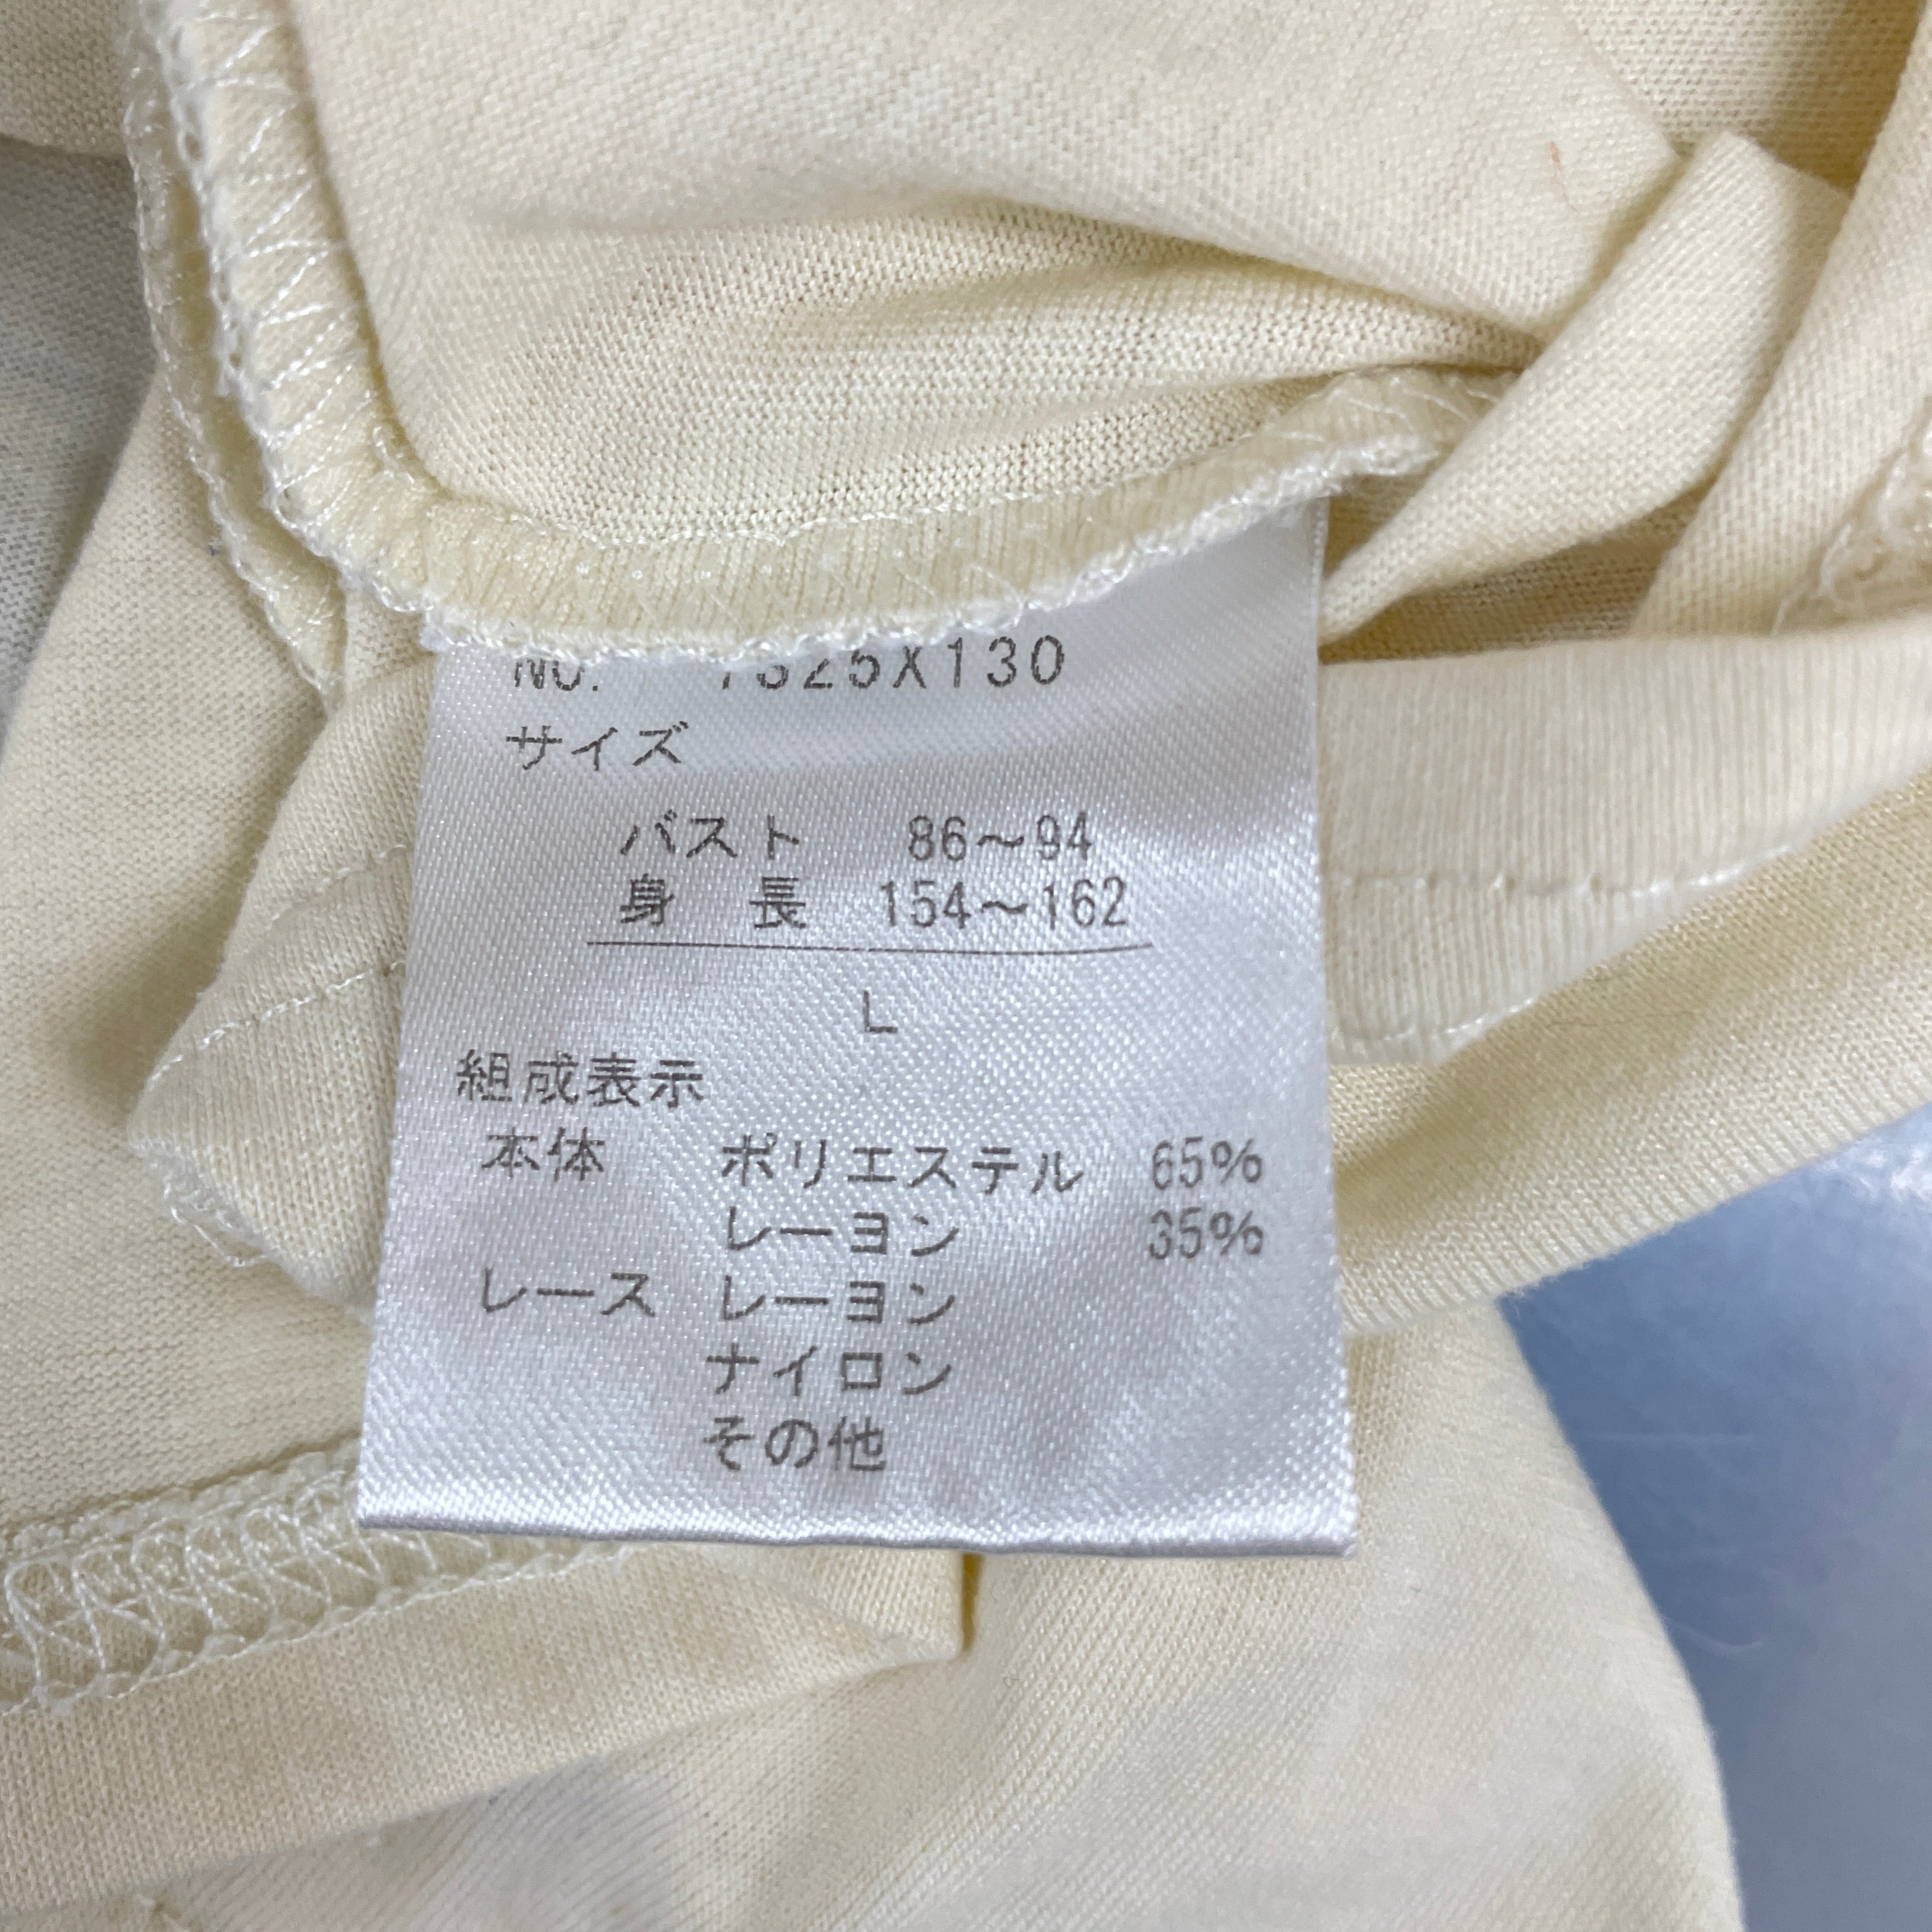 NO. 7325X130
サイズ
バスト 86〜94
身 長 154〜162
L
組成表示
本体 ポリエステル 65%
レーヨン 35%
レース レーヨン
ナイロン
その他